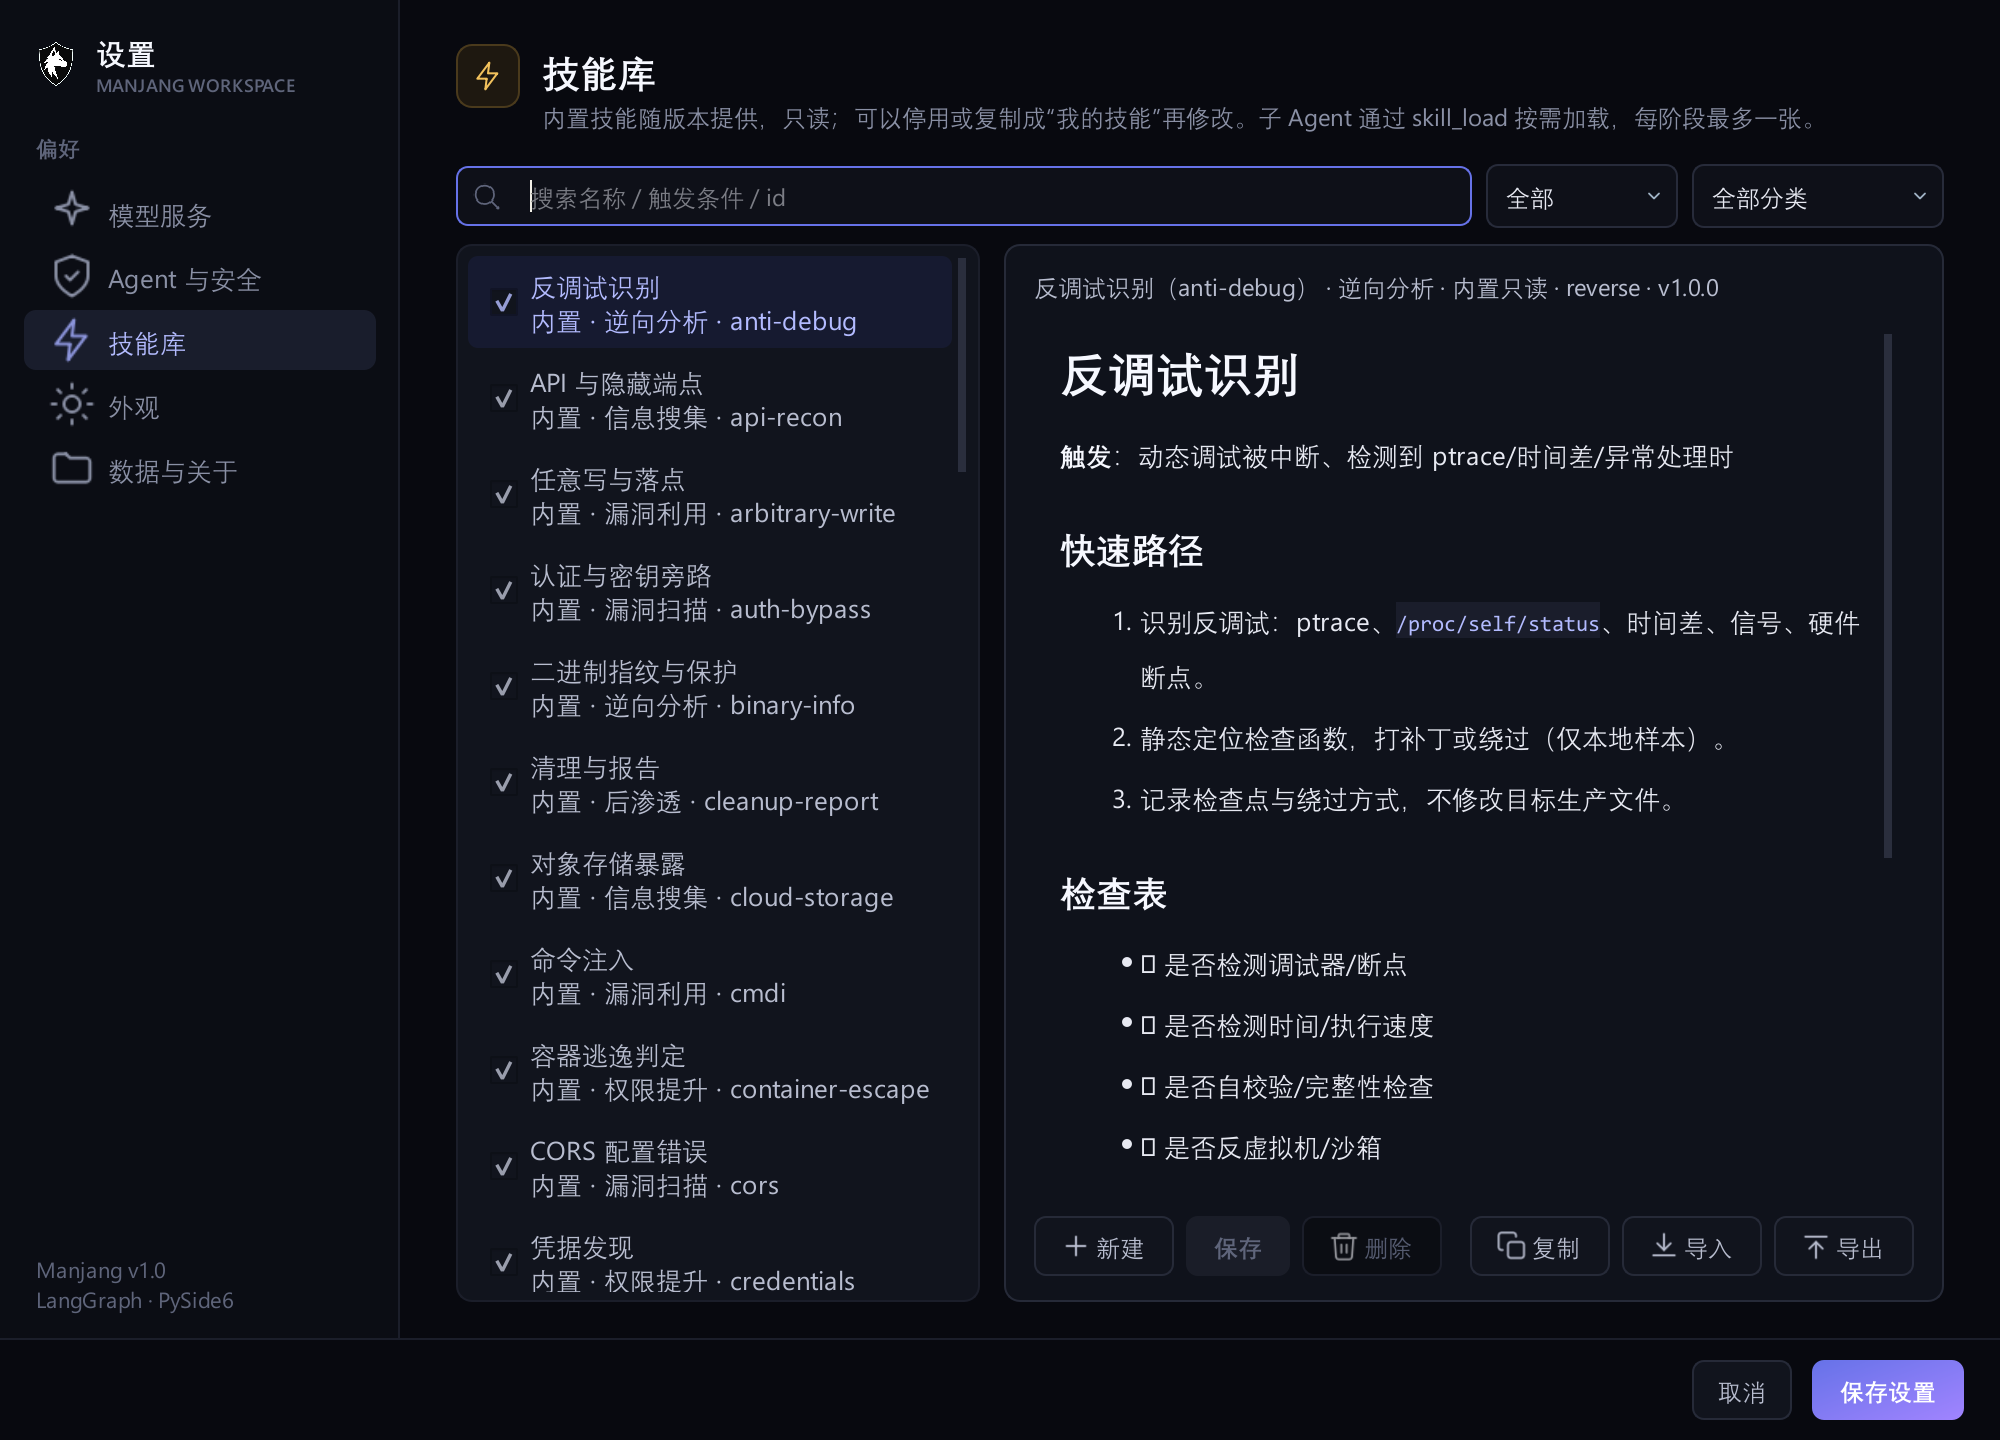 设置
MANJANG WORKSPACE
偏好
模型服务
Agent 与安全
技能库
外观
数据与关于
Manjang v1.0
LangGraph · PySide6
技能库
内置技能随版本提供，只读；可以停用或复制成“我的技能”再修改。子 Agent 通过 skill_load 按需加载，每阶段最多一张。
搜索名称 / 触发条件 / id
全部
全部分类
反调试识别
内置 · 逆向分析 · anti-debug
API 与隐藏端点
内置 · 信息搜集 · api-recon
任意写与落点
内置 · 漏洞利用 · arbitrary-write
认证与密钥旁路
内置 · 漏洞扫描 · auth-bypass
二进制指纹与保护
内置 · 逆向分析 · binary-info
清理与报告
内置 · 后渗透 · cleanup-report
对象存储暴露
内置 · 信息搜集 · cloud-storage
命令注入
内置 · 漏洞利用 · cmdi
容器逃逸判定
内置 · 权限提升 · container-escape
CORS 配置错误
内置 · 漏洞扫描 · cors
凭据发现
内置 · 权限提升 · credentials
反调试识别（anti-debug） · 逆向分析 · 内置只读 · reverse · v1.0.0
反调试识别
触发：动态调试被中断、检测到 ptrace/时间差/异常处理时
快速路径
1. 识别反调试：ptrace、/proc/self/status、时间差、信号、硬件
断点。
2. 静态定位检查函数，打补丁或绕过（仅本地样本）。
3. 记录检查点与绕过方式，不修改目标生产文件。
检查表
• ▯ 是否检测调试器/断点
• ▯ 是否检测时间/执行速度
• ▯ 是否自校验/完整性检查
• ▯ 是否反虚拟机/沙箱
新建
保存
删除
复制
导入
导出
取消
保存设置